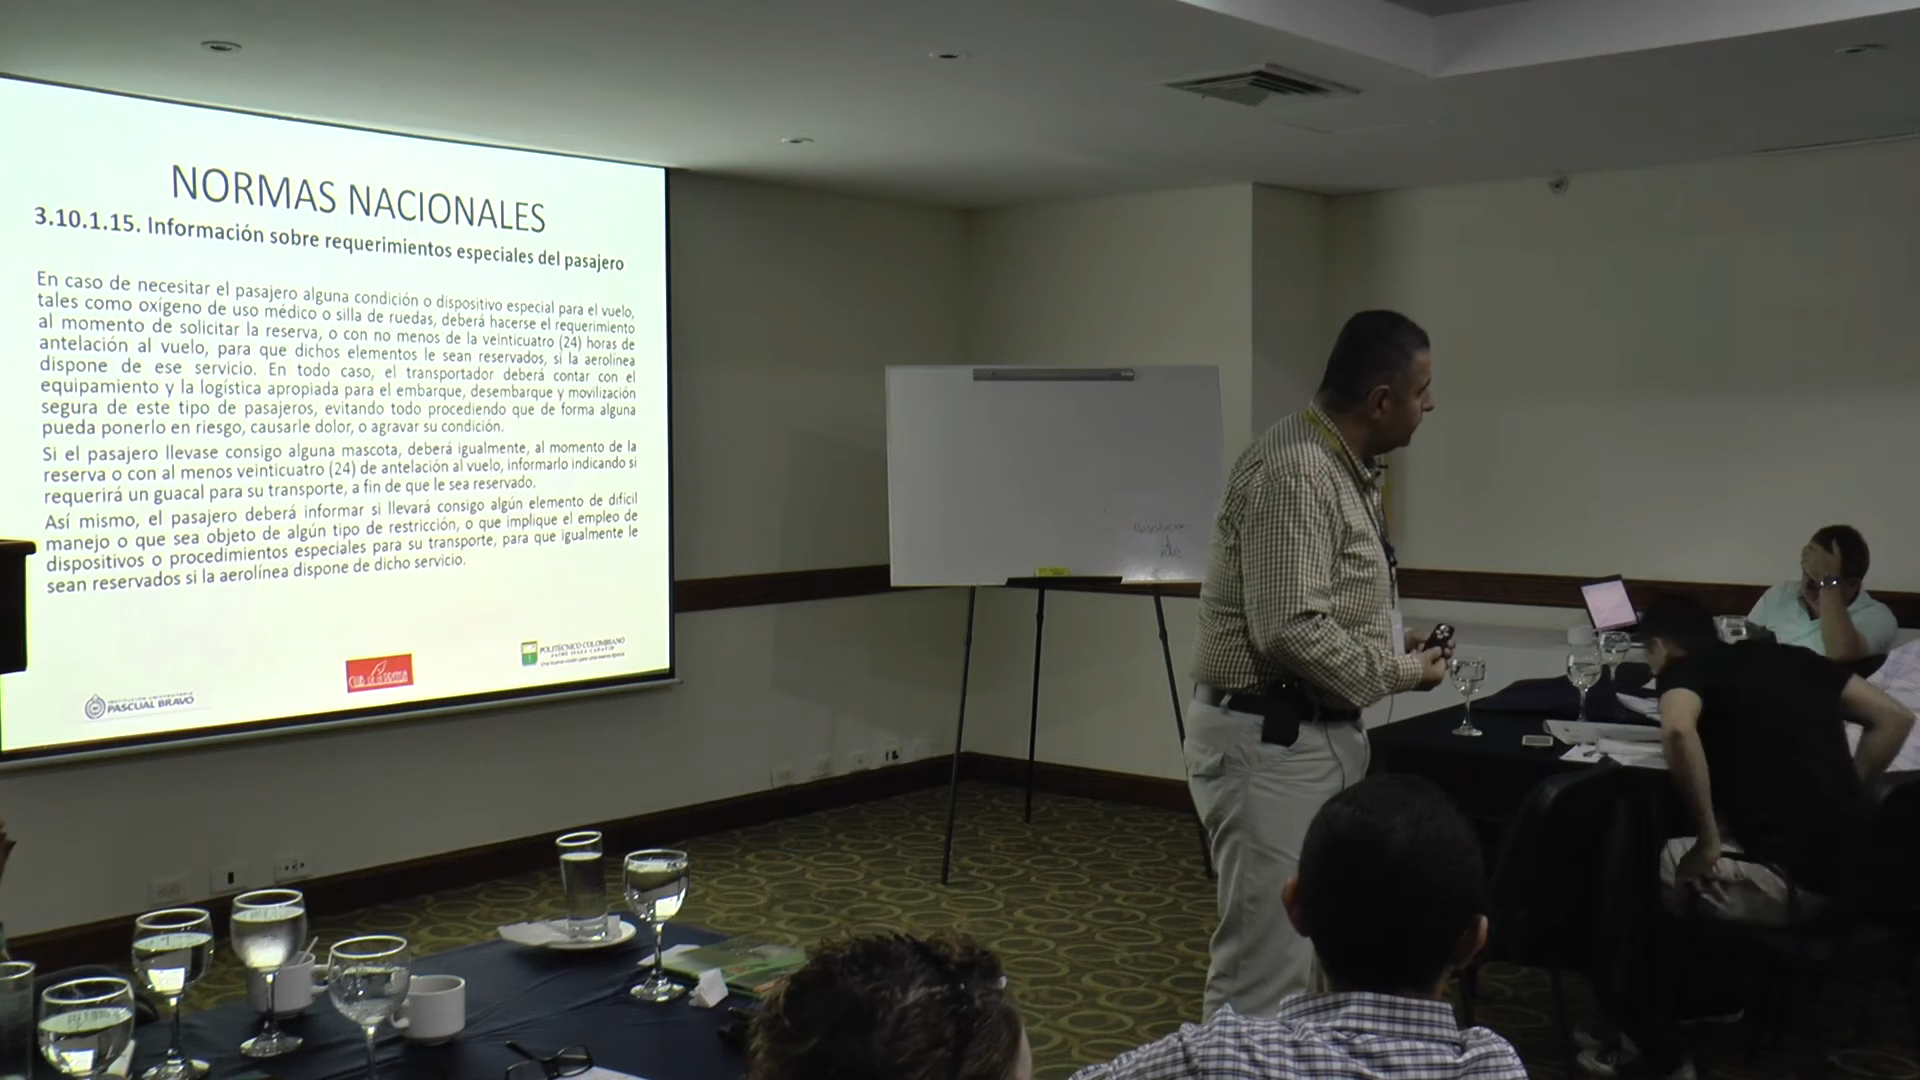 NORMAS NACIONALES
3.10.1.15. Información sobre requerimientos especiales del pasajero
En caso de necesitar el pasajero alguna condición o dispositivo especial para el vuelo,
tales como oxígeno de uso médico o silla de ruedas, deberá hacerse el requerimiento
al momento de solicitar la reserva, o con no menos de la veinticuatro (24) horas de
antelación al vuelo, para que dichos elementos le sean reservados, si la aerolínea
dispone de ese servicio. En todo caso, el transportador deberá contar con el
equipamiento y la logística apropiada para el embarque, desembarque y movilización
segura de este tipo de pasajeros, evitando todo procediendo que de forma alguna
pueda ponerlo en riesgo, causarle dolor, o agravar su condición.
Si el pasajero llevase consigo alguna mascota, deberá igualmente, al momento de la
reserva o con al menos veinticuatro (24) de antelación al vuelo, informarlo indicando si
requerirá un guacal para su transporte, a fin de que le sea reservado.
Así mismo, el pasajero deberá informar si llevará consigo algún elemento de difícil
manejo o que sea objeto de algún tipo de restricción, o que implique el empleo de
dispositivos o procedimientos especiales para su transporte, para que igualmente le
sean reservados si la aerolínea dispone de dicho servicio.
POLITÉCNICO COLOMBIANO
CLUB de la PRENSA
PASCUAL BRAVO